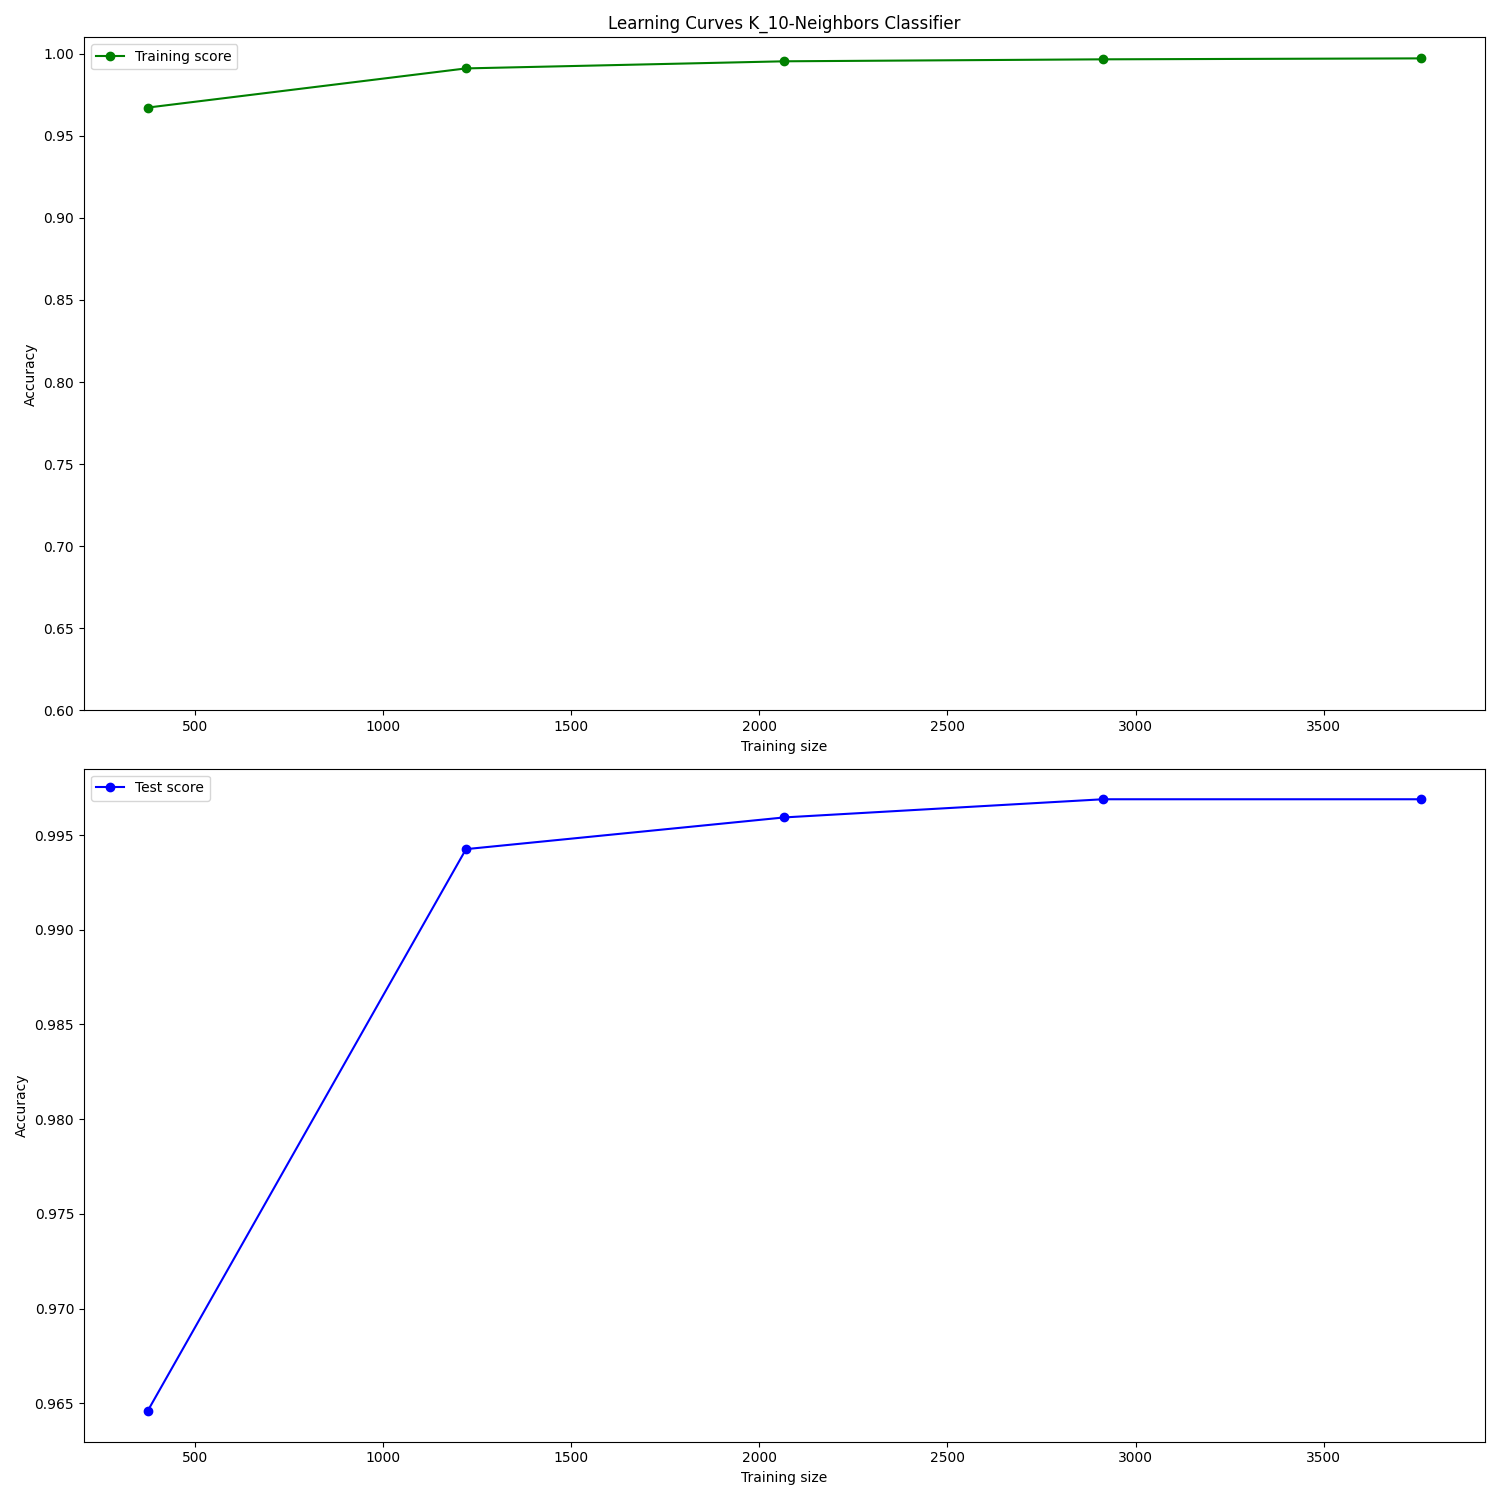 Learning Curves K_10-Neighbors Classifier
Training score
1.00
0.95
0.90
0.85
0.80
0.75
0.70
0.65
0.60
Accuracy
500 1000 1500 2000 2500 3000 3500
Training size
Test score
0.995
0.990
0.985
0.980
0.975
0.970
0.965
Accuracy
500 1000 1500 2000 2500 3000 3500
Training size